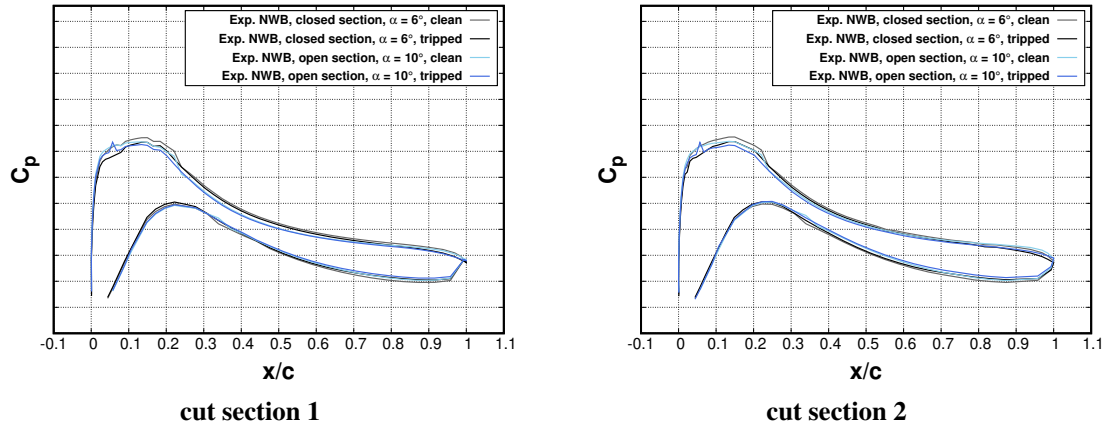 Exp. NWB, closed section, α = 6°, clean
Exp. NWB, closed section, α = 6°, tripped
Exp. NWB, open section, α = 10°, clean
Exp. NWB, open section, α = 10°, tripped
Cp
-0.1 0 0.1 0.2 0.3 0.4 0.5 0.6 0.7 0.8 0.9 1 1.1
x/c
cut section 1
Exp. NWB, closed section, α = 6°, clean
Exp. NWB, closed section, α = 6°, tripped
Exp. NWB, open section, α = 10°, clean
Exp. NWB, open section, α = 10°, tripped
Cp
-0.1 0 0.1 0.2 0.3 0.4 0.5 0.6 0.7 0.8 0.9 1 1.1
x/c
cut section 2